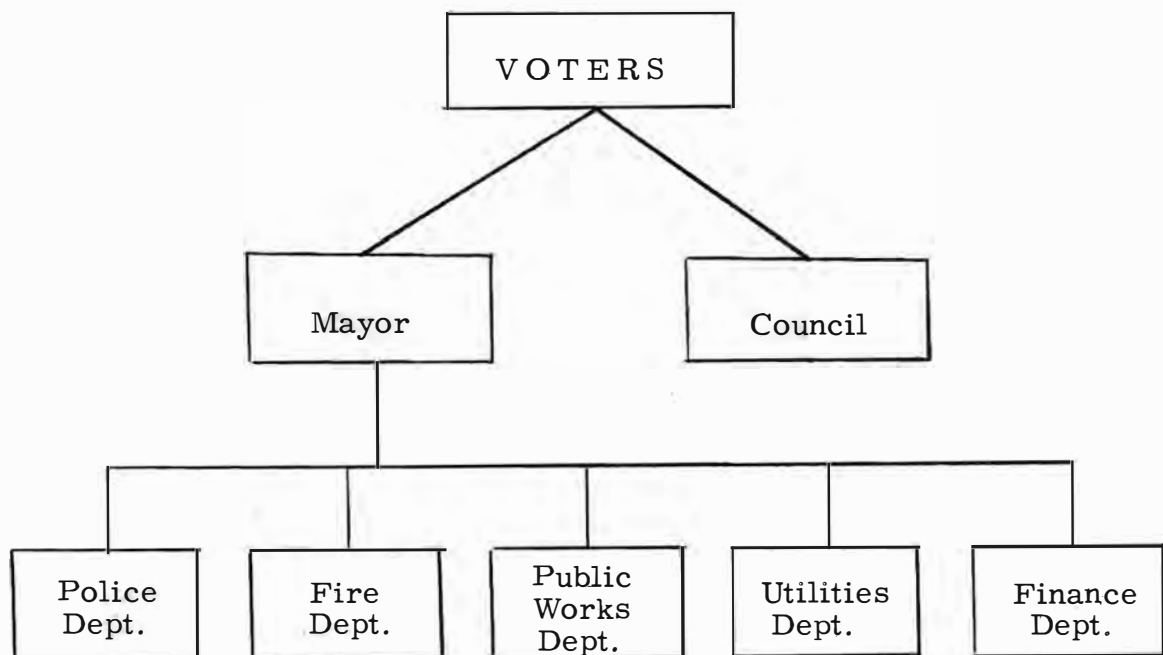 VOTERS
Mayor
Council
Police
Dept.
Fire
Dept.
Public
Works
Dept.
Utilities
Dept.
Finance
Dept.